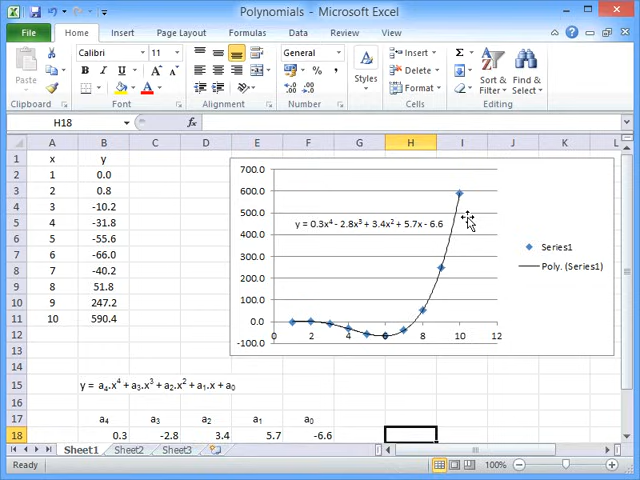 Polynomials - Microsoft Excel
File Home Insert Page Layout Formulas Data Review View
Calibri 11 General Insert Σ
B I U A % , Delete
Paste Styles Format Sort & Filter Find & Select
Clipboard Font Alignment Number Cells Editing
H18 fx
A B C D E F G H I J K L
1 x y
2 1 0.0
3 2 0.8
4 3 -10.2
5 4 -31.8
6 5 -55.6
7 6 -66.0
8 7 -40.2
9 8 51.8
10 9 247.2
11 10 590.4
12
13
14
15 y = a₄.x⁴ + a₃.x³ + a₂.x² + a₁.x + a₀
16
17 a₄ a₃ a₂ a₁ a₀
18 0.3 -2.8 3.4 5.7 -6.6
700.0
600.0
500.0
400.0
300.0
200.0
100.0
0.0
-100.0
y = 0.3x⁴ - 2.8x³ + 3.4x² + 5.7x - 6.6
0 2 4 6 8 10 12
Series1
Poly. (Series1)
Sheet1 Sheet2 Sheet3
Ready 100%